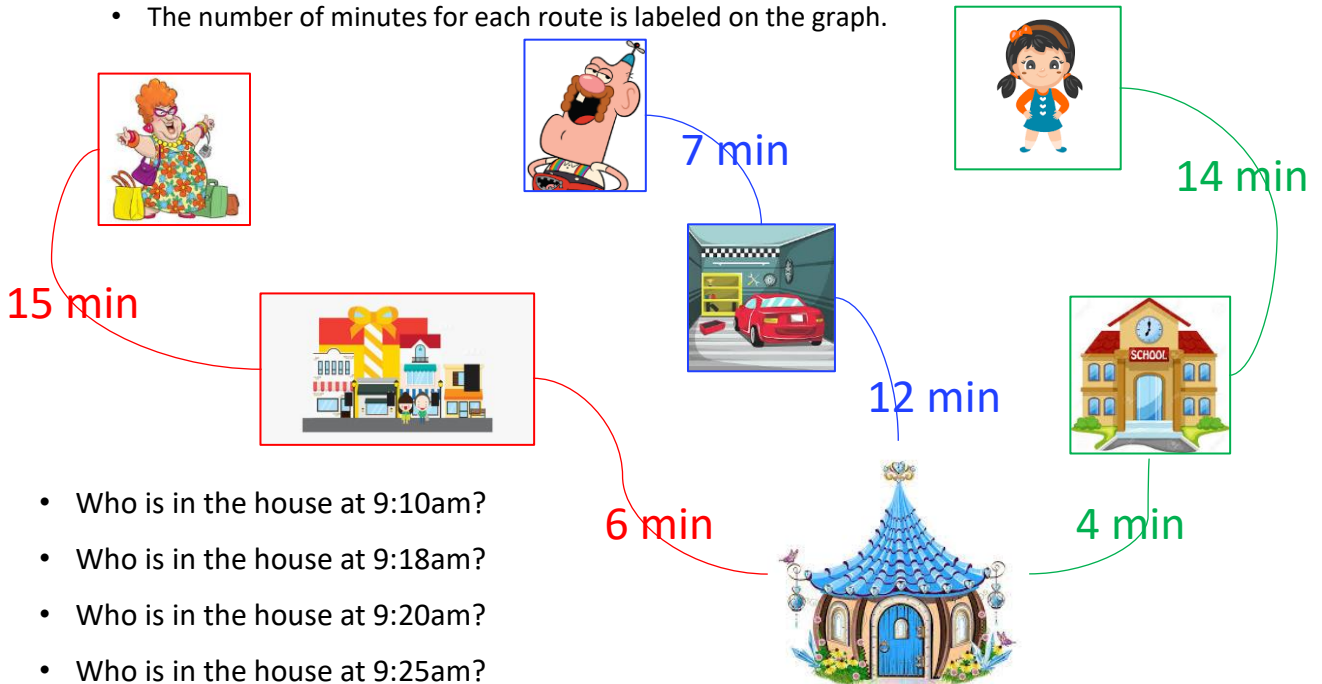 • The number of minutes for each route is labeled on the graph.
7 min
14 min
15 min
SCHOOL
12 min
• Who is in the house at 9:10am?
6 min
4 min
• Who is in the house at 9:18am?
• Who is in the house at 9:20am?
• Who is in the house at 9:25am?